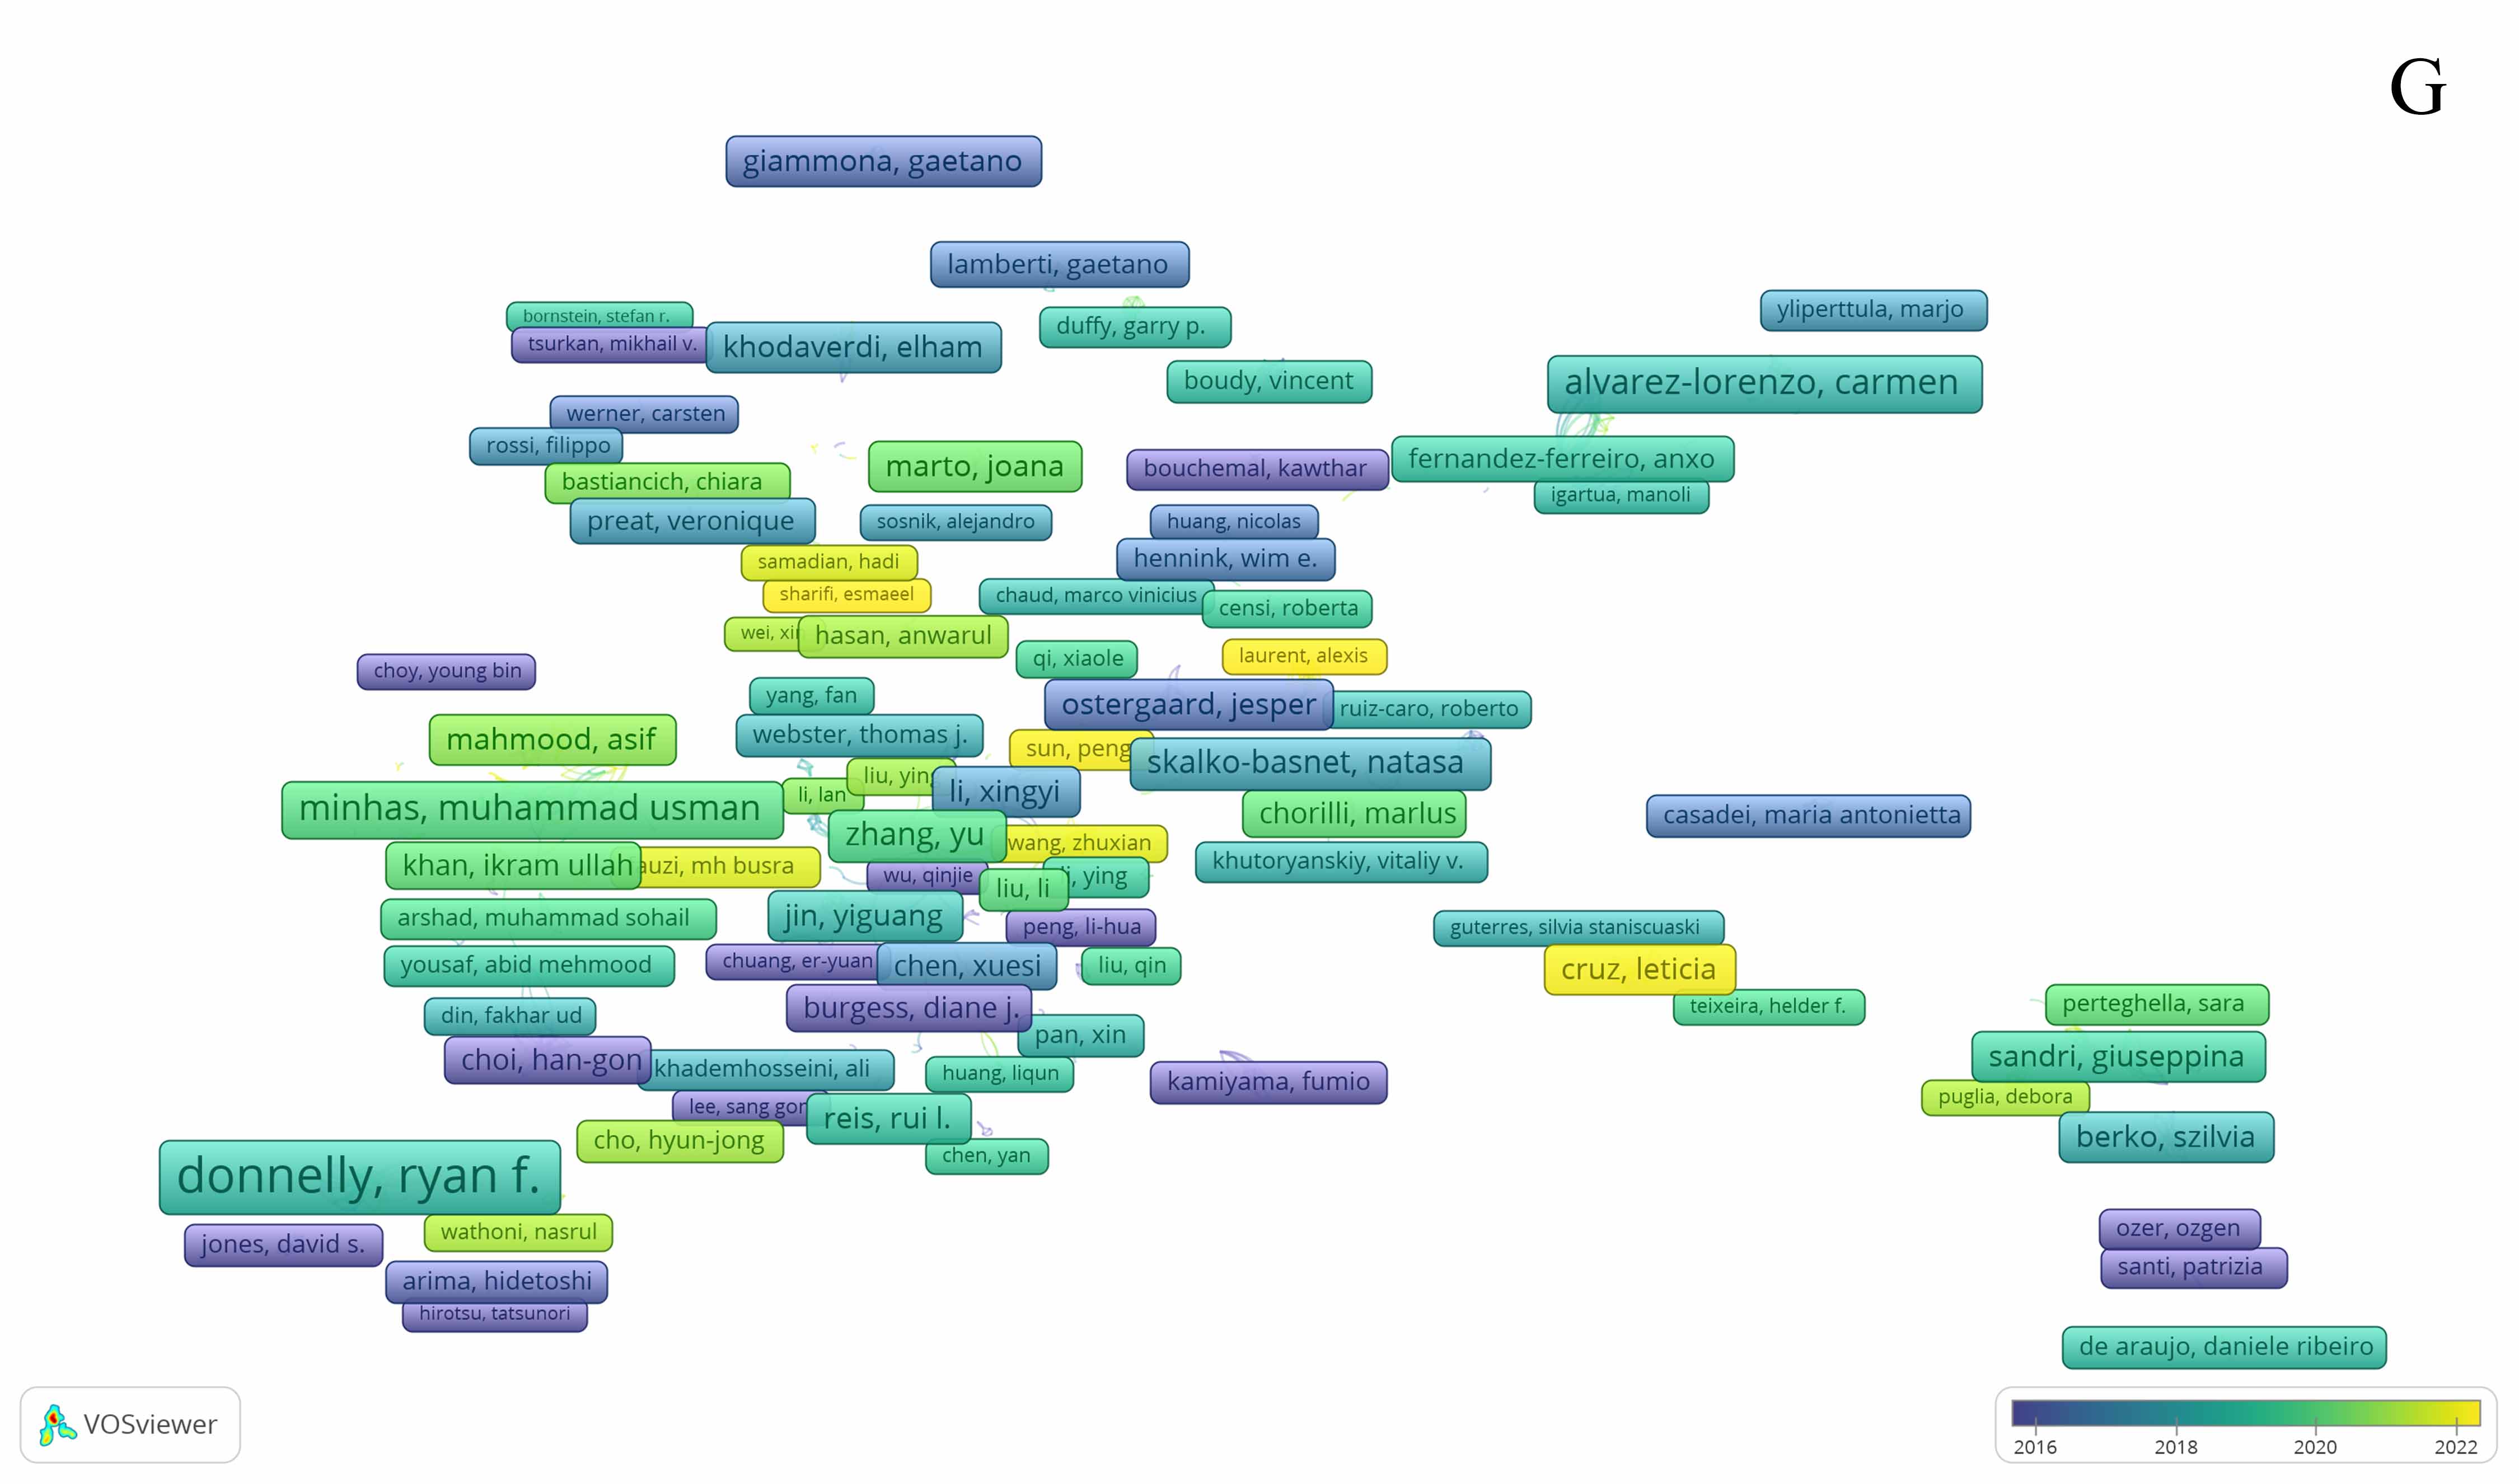 G
giammona, gaetano
lamberti, gaetano
ylipertttula, marjo
bornstein, stefan r.
duffy, garry p.
tsurkan, mikhail v.
khodaverdi, elham
boudy, vincent
alvarez-lorenzo, carmen
werner, carsten
rossi, filippo
marto, joana
bouchemal, kawthar
fernandez-ferreiro, anxo
bastiancich, chiara
igartua, manoli
preat, veronique
sosnik, alejandro
huang, nicolas
samadian, hadi
hennink, wim e.
sharifi, esmaeel
chaud, marco vinicius
censi, roberta
wei, xin
hasan, anwarul
qi, xiaole
laurent, alexis
choy, young bin
yang, fan
ostergaard, jesper
ruiz-caro, roberto
mahmood, asif
webster, thomas j.
sun, peng
skalko-basnet, natasa
liu, ying
li, lan
li, xingyi
minhas, muhammad usman
chorilli, marlus
casadei, maria antonietta
zhang, yu
wang, zhuxian
khan, ikram ullah
auzi, mh busra
khutoryanskiy, vitaliy v.
wu, qinjie
liu, li
ying
arshad, muhammad sohail
jin, yiguang
peng, li-hua
guterres, silvia staniscuaski
yousaf, abid mehmood
chuang, er-yuan
chen, xuesi
liu, qin
cruz, leticia
din, fakhar ud
burgess, diane j.
teixeira, helder f.
perteghella, sara
pan, xin
choi, han-gon
khademhosseini, ali
huang, liqun
kamiyama, fumio
sandri, giuseppina
lee, sang gon
reis, rui l.
puglia, debora
cho, hyun-jong
chen, yan
berko, szilvia
donnelly, ryan f.
jones, david s.
wathoni, nasrul
ozer, ozgen
arima, hidetoshi
santi, patrizia
hirotsu, tatsunori
de araujo, daniele ribeiro
VOSviewer
2016 2018 2020 2022